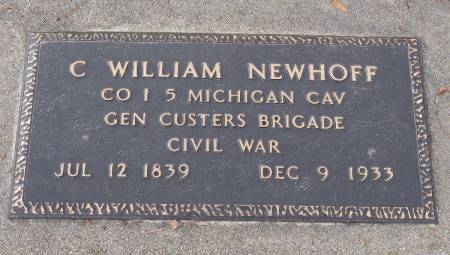 C WILLIAM NEWHOFF
CO I 5 MICHIGAN CAV
GEN CUSTERS BRIGADE
CIVIL WAR
JUL 12 1839 DEC 9 1933